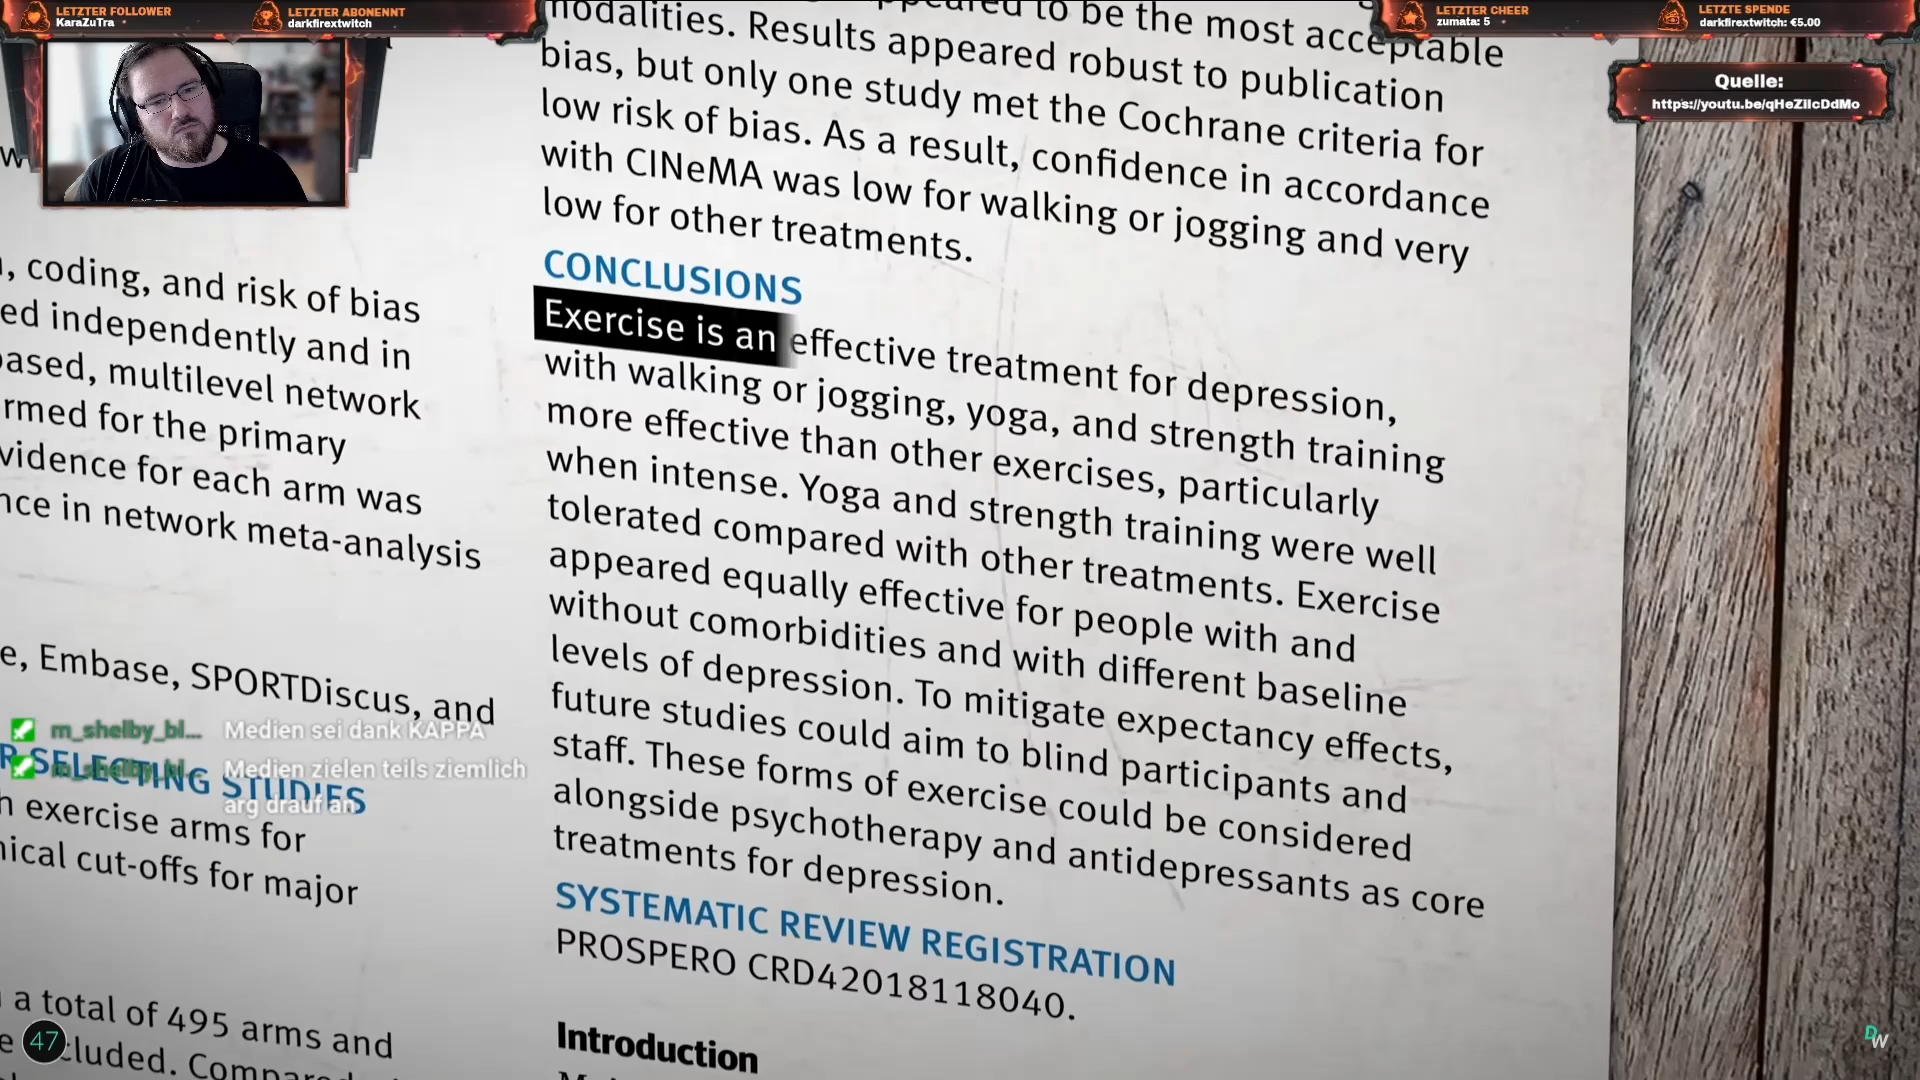 LETZTER FOLLOWER
KaraZuTra
LETZTER ABONENNT
darkfirextwitch
LETZTER CHEER
zumata: 5
LETZTE SPENDE
darkfirextwitch: €5.00
Quelle:
https://youtu.be/qHeZilcDdMo
, coding, and risk of bias
ed independently and in
ased, multilevel network
rmed for the primary
vidence for each arm was
nce in network meta-analysis
e, Embase, SPORTDiscus, and
m_shelby_bl... Medien sei dank KAPPA
R SELECTING STUDIES
Medien zielen teils ziemlich
arg drauf an
h exercise arms for
nical cut-offs for major
a total of 495 arms and
47
cluded.
to be the most acceptable
modalities. Results appeared robust to publication
bias, but only one study met the Cochrane criteria for
low risk of bias. As a result, confidence in accordance
with CINeMA was low for walking or jogging and very
low for other treatments.
CONCLUSIONS
Exercise is an effective treatment for depression,
with walking or jogging, yoga, and strength training
more effective than other exercises, particularly
when intense. Yoga and strength training were well
tolerated compared with other treatments. Exercise
appeared equally effective for people with and
without comorbidities and with different baseline
levels of depression. To mitigate expectancy effects,
future studies could aim to blind participants and
staff. These forms of exercise could be considered
alongside psychotherapy and antidepressants as core
treatments for depression.
SYSTEMATIC REVIEW REGISTRATION
PROSPERO CRD42018118040.
Introduction
DW